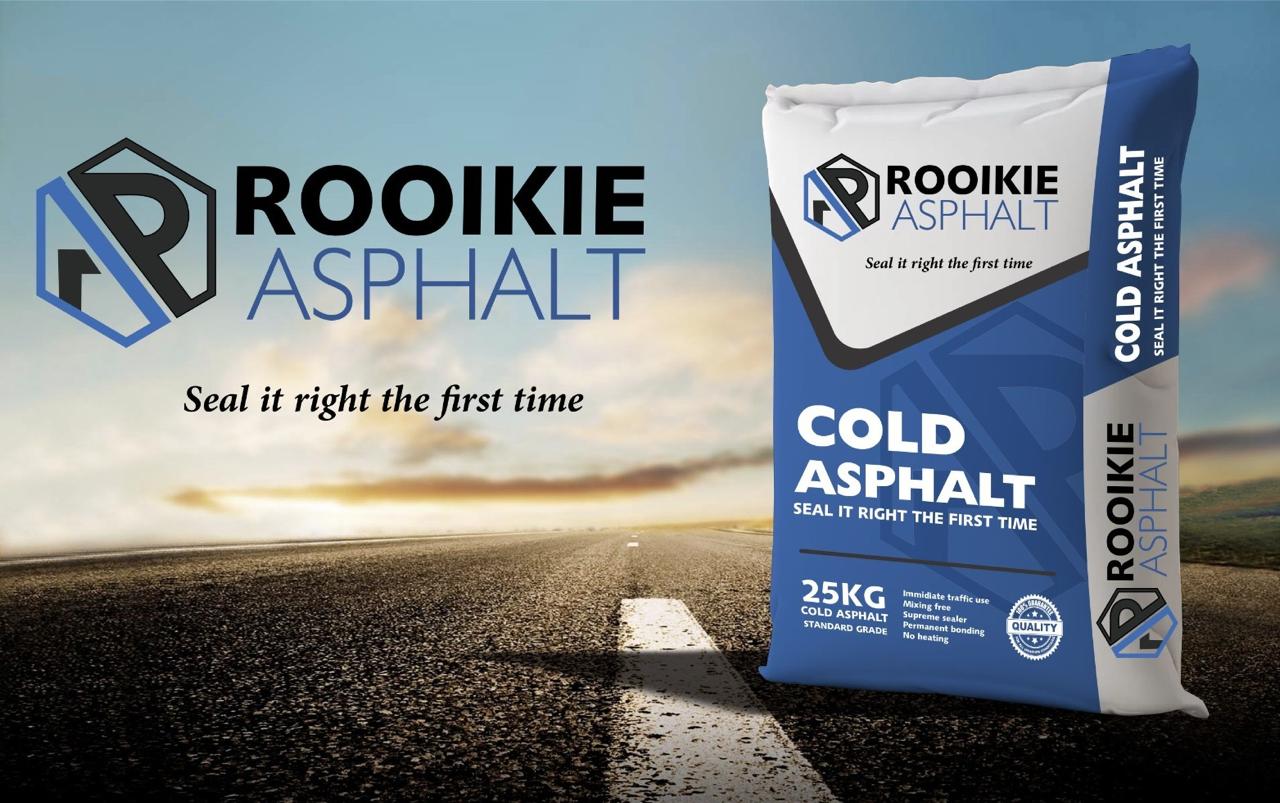 ROOIKIE
ASPHALT
Seal it right the first time
ROOIKIE
ASPHALT
Seal it right the first time
COLD
ASPHALT
SEAL IT RIGHT THE FIRST TIME
25KG
COLD ASPHALT
STANDARD GRADE
Immidiate traffic use
Mixing free
Supreme sealer
Permanent bonding
No heating
100% GUARANTEE
QUALITY
COLD ASPHALT
SEAL IT RIGHT THE FIRST TIME
ROOIKIE
ASPHALT